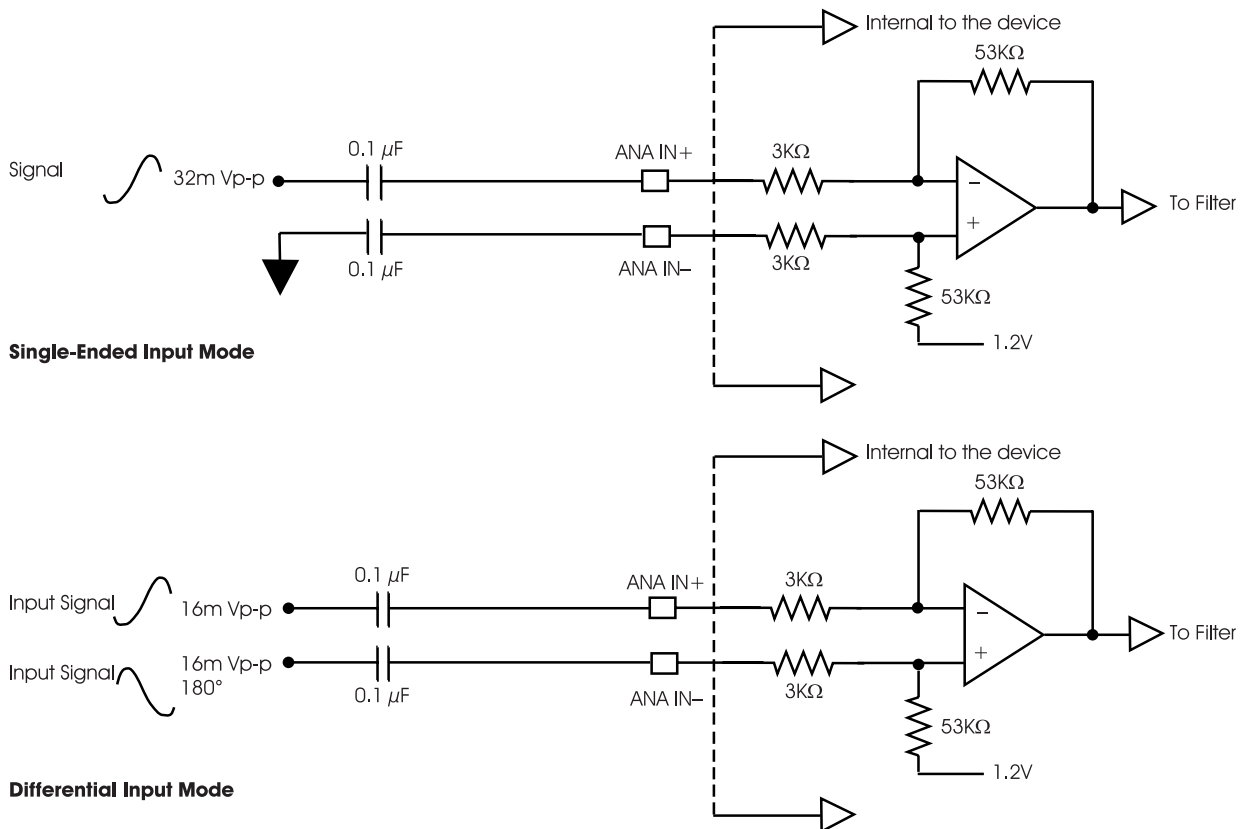 Internal to the device
53KΩ
0.1 µF
ANA IN+
3KΩ
Signal
32m Vp-p
−
To Filter
+
0.1 µF
ANA IN−
3KΩ
53KΩ
1.2V
Single-Ended Input Mode
Internal to the device
53KΩ
0.1 µF
ANA IN+
3KΩ
Input Signal
16m Vp-p
−
To Filter
Input Signal
16m Vp-p
180°
+
0.1 µF
ANA IN−
3KΩ
53KΩ
1.2V
Differential Input Mode